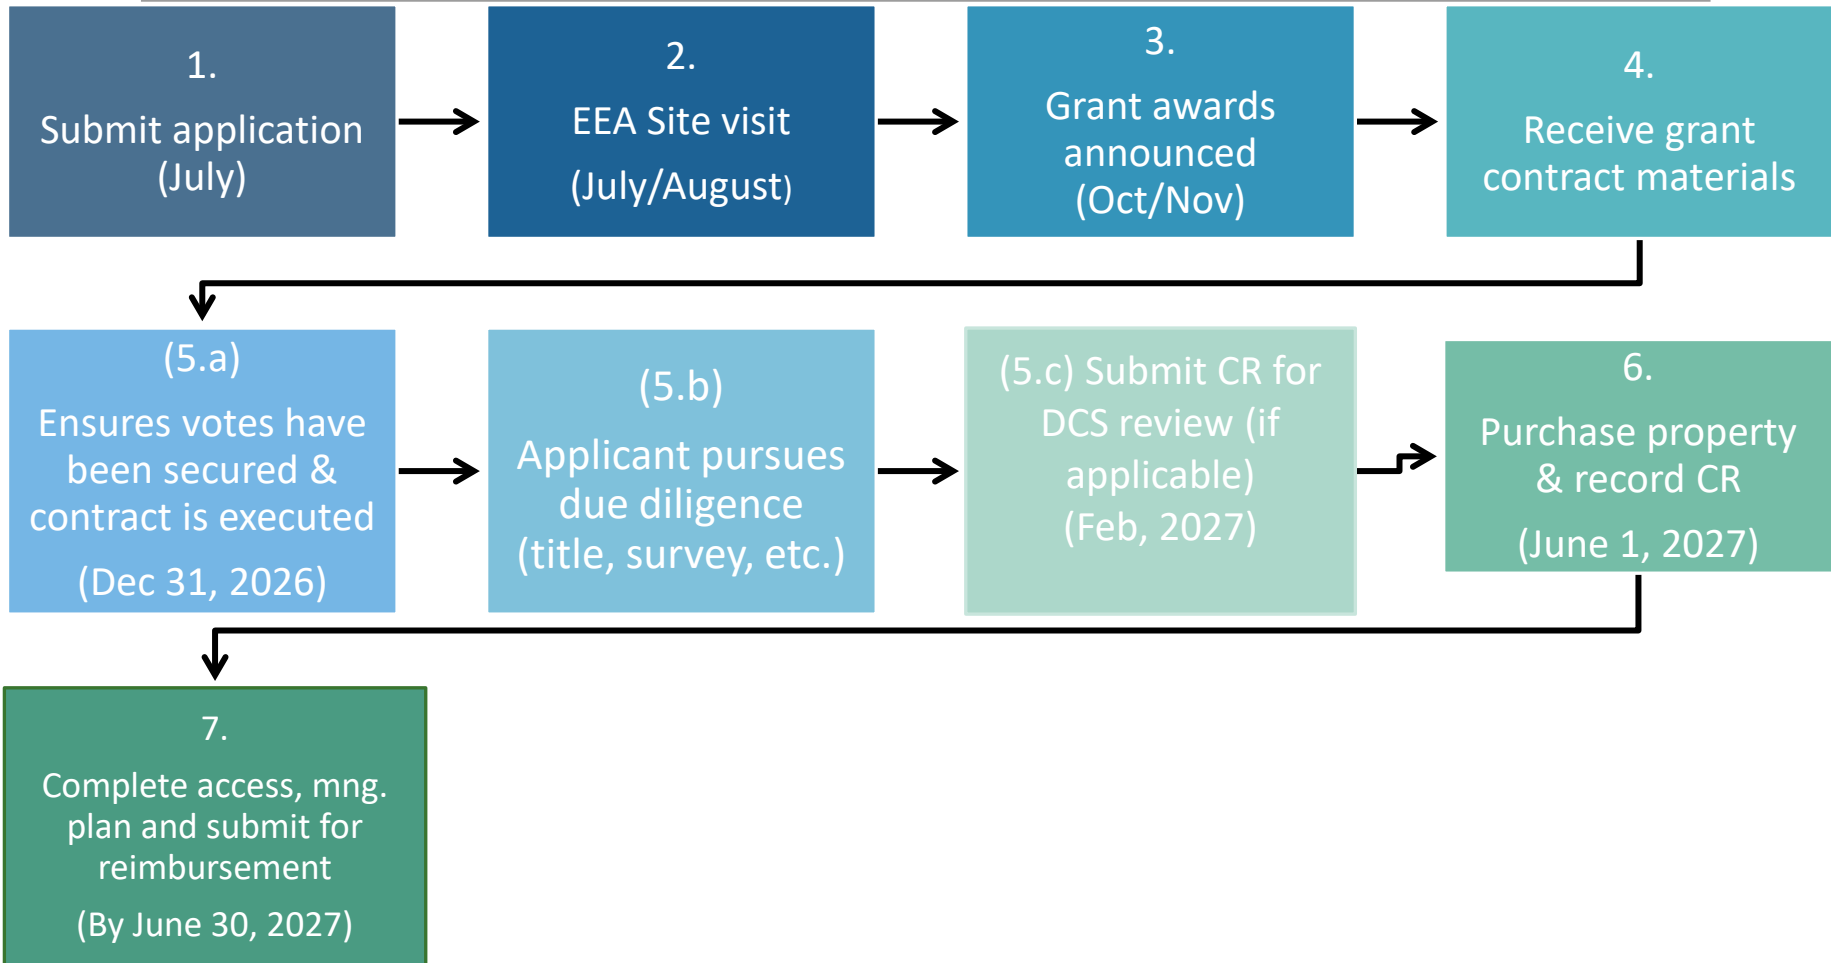 1.
Submit application
(July)
2.
EEA Site visit
(July/August)
3.
Grant awards
announced
(Oct/Nov)
4.
Receive grant
contract materials
(5.a)
Ensures votes have
been secured &
contract is executed
(Dec 31, 2026)
(5.b)
Applicant pursues
due diligence
(title, survey, etc.)
(5.c) Submit CR for
DCS review (if
applicable)
(Feb, 2027)
6.
Purchase property
& record CR
(June 1, 2027)
7.
Complete access, mng.
plan and submit for
reimbursement
(By June 30, 2027)